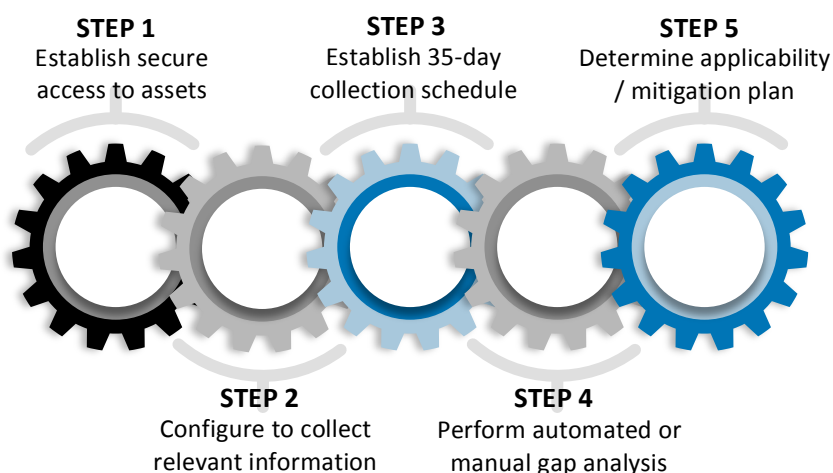 STEP 1
Establish secure
access to assets
STEP 2
Configure to collect
relevant information
STEP 3
Establish 35-day
collection schedule
STEP 4
Perform automated or
manual gap analysis
STEP 5
Determine applicability
/ mitigation plan